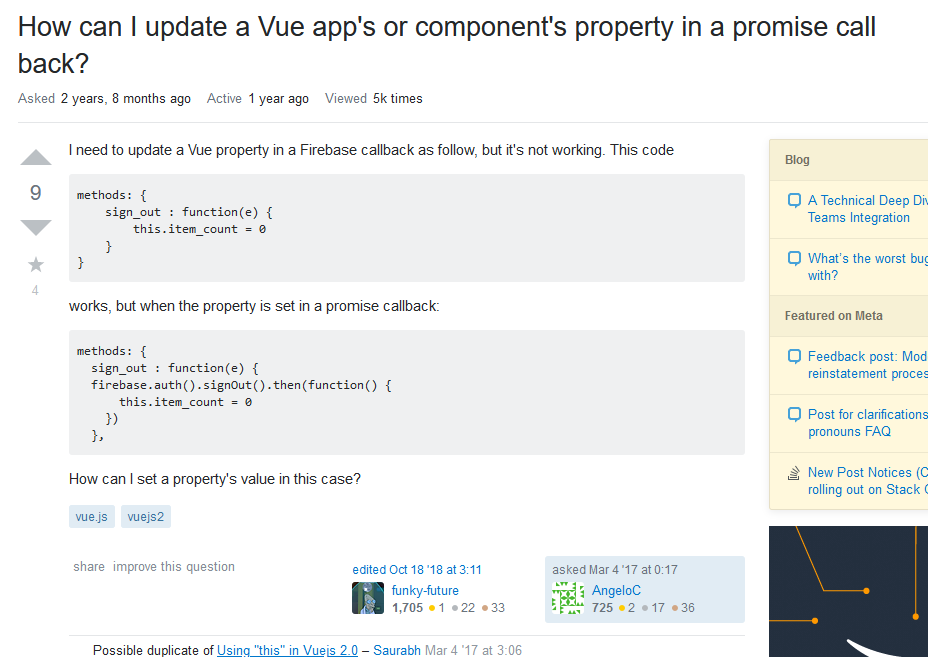 How can I update a Vue app's or component's property in a promise call
back?
Asked 2 years, 8 months ago Active 1 year ago Viewed 5k times
9
4
I need to update a Vue property in a Firebase callback as follow, but it's not working. This code
methods: {
    sign_out : function(e) {
        this.item_count = 0
    }
}
works, but when the property is set in a promise callback:
methods: {
  sign_out : function(e) {
  firebase.auth().signOut().then(function() {
      this.item_count = 0
    })
  },
How can I set a property's value in this case?
vue.js vuejs2
share improve this question
edited Oct 18 '18 at 3:11
funky-future
1,705 1 22 33
asked Mar 4 '17 at 0:17
AngeloC
725 2 17 36
Possible duplicate of Using "this" in Vuejs 2.0 – Saurabh Mar 4 '17 at 3:06
Blog
A Technical Deep
Teams Integration
What's the worst bug
with?
Featured on Meta
Feedback post:
reinstatement
Post for clarifications
pronouns FAQ
New Post Notices
rolling out on Stack